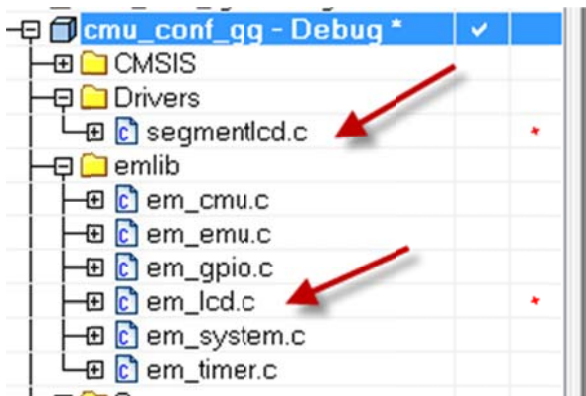 cmu_conf_gg - Debug *
CMSIS
Drivers
segmentlcd.c
emlib
em_cmu.c
em_emu.c
em_gpio.c
em_lcd.c
em_system.c
em_timer.c